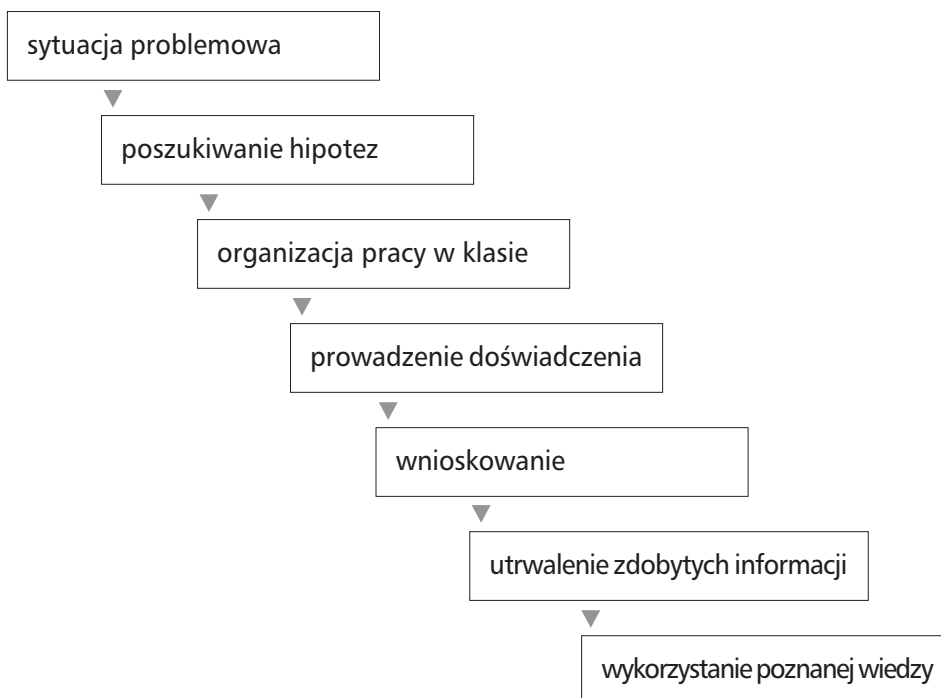 sytuacja problemowa
poszukiwanie hipotez
organizacja pracy w klasie
prowadzenie doświadczenia
wnioskowanie
utrwalenie zdobytych informacji
wykorzystanie poznanej wiedzy